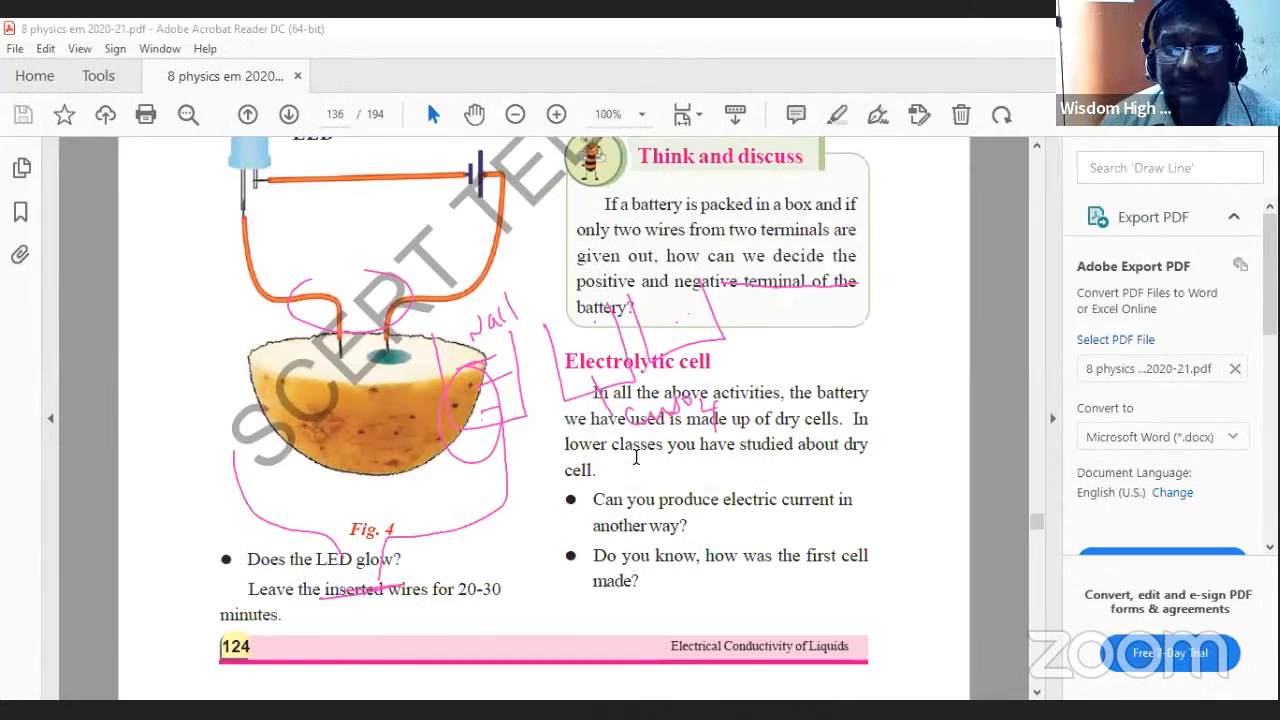 8 physics em 2020-21.pdf - Adobe Acrobat Reader DC (64-bit)
File Edit View Sign Window Help
Home Tools 8 physics em 2020... ×
136 / 194 100%
Wisdom High ...
LED
SCERT TEL
Nail
Fig. 4
● Does the LED glow?
Leave the inserted wires for 20-30
minutes.
Think and discuss
If a battery is packed in a box and if
only two wires from two terminals are
given out, how can we decide the
positive and negative terminal of the
battery?
Electrolytic cell
In all the above activities, the battery
we have used is made up of dry cells. In
lower classes you have studied about dry
cell.
● Can you produce electric current in
another way?
● Do you know, how was the first cell
made?
124 Electrical Conductivity of Liquids
Search 'Draw Line'
Export PDF
Adobe Export PDF
Convert PDF Files to Word
or Excel Online
Select PDF File
8 physics ...2020-21.pdf
Convert to
Microsoft Word (*.docx)
Document Language:
English (U.S.) Change
Convert, edit and e-sign PDF
forms & agreements
Free 7-Day Trial
zoom